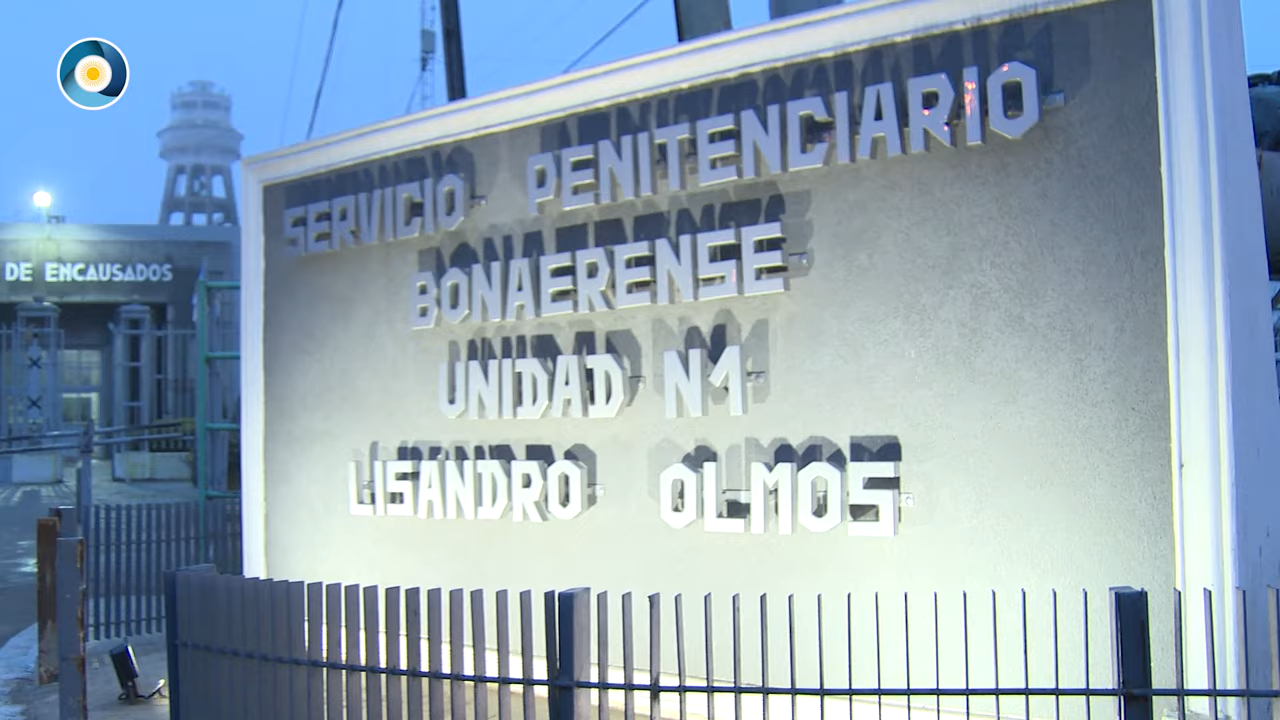 DE ENCAUSADOS
SERVICIO PENITENCIARIO
BONAERENSE
UNIDAD N1
LISANDRO OLMOS